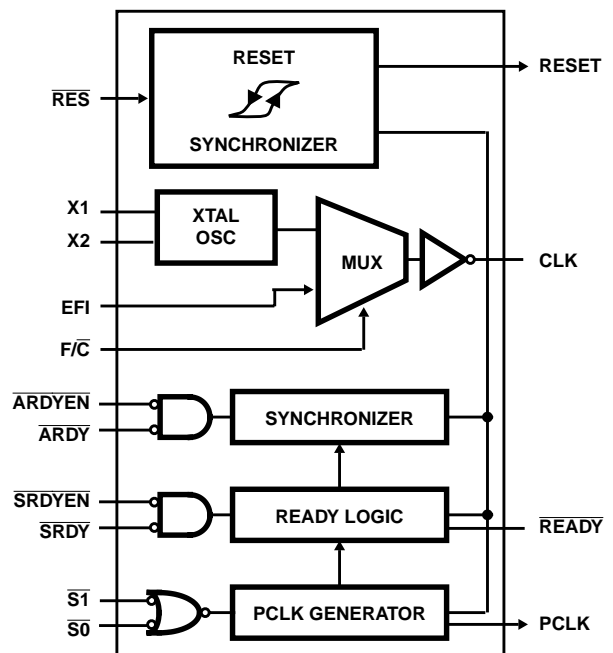 RESET
SYNCHRONIZER
RES
RESET
X1
X2
XTAL
OSC
MUX
CLK
EFI
F/C̅
ARDYEN
ARDY
SYNCHRONIZER
SRDYEN
SRDY
READY LOGIC
READY
S1
S0
PCLK GENERATOR
PCLK